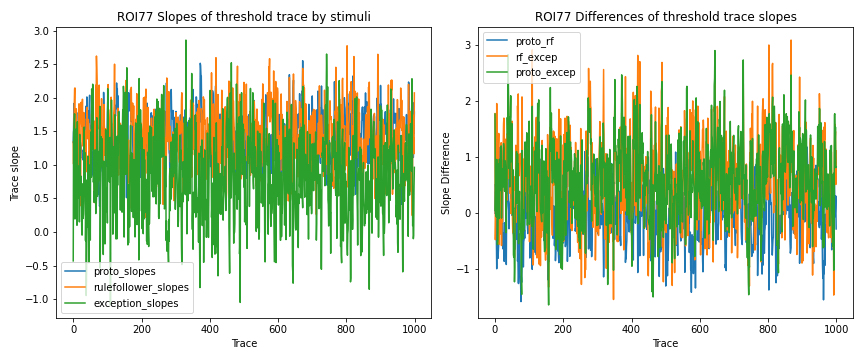 ROI77 Slopes of threshold trace by stimuli
3.0
2.5
2.0
1.5
1.0
0.5
0.0
−0.5
−1.0
Trace slope
proto_slopes
rulefollower_slopes
exception_slopes
0 200 400 600 800 1000
Trace
ROI77 Differences of threshold trace slopes
3
2
1
0
−1
Slope Difference
proto_rf
rf_excep
proto_excep
0 200 400 600 800 1000
Trace